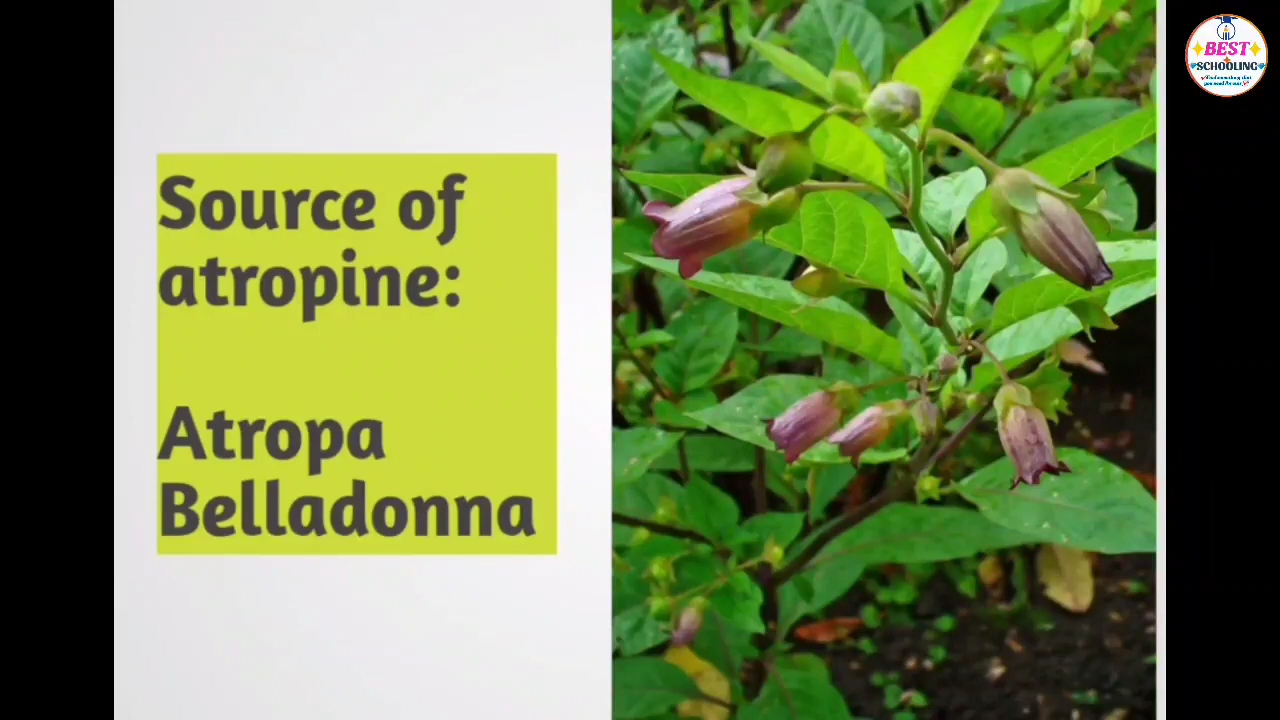 Source of
atropine:
Atropa
Belladonna
BEST
SCHOOLING